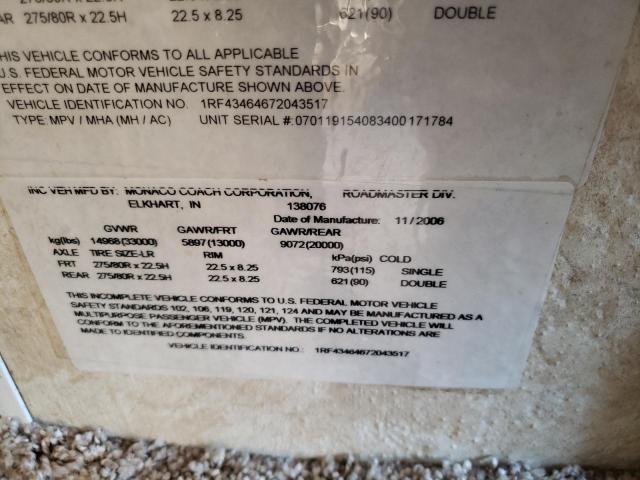 AR 275/80R x 22.5H 22.5 x 8.25 621(90) DOUBLE
HIS VEHICLE CONFORMS TO ALL APPLICABLE
U.S. FEDERAL MOTOR VEHICLE SAFETY STANDARDS IN
EFFECT ON DATE OF MANUFACTURE SHOWN ABOVE.
VEHICLE IDENTIFICATION NO. 1RF43464672043517
TYPE:MPV / MHA (MH / AC) UNIT SERIAL #:070119154083400171784
INC VEH MFD BY: MONACO COACH CORPORATION, ROADMASTER DIV.
ELKHART, IN 138076
Date of Manufacture: 11/2006
GVWR GAWR/FRT GAWR/REAR
kg(lbs) 14968(33000) 5897(13000) 9072(20000)
AXLE TIRE SIZE-LR RIM kPa(psi) COLD
FRT 275/80R x 22.5H 22.5 x 8.25 793(115) SINGLE
REAR 275/80R x 22.5H 22.5 x 8.25 621(90) DOUBLE
THIS INCOMPLETE VEHICLE CONFORMS TO U.S. FEDERAL MOTOR VEHICLE
SAFETY STANDARDS 102, 106, 119, 120, 121, 124 AND MAY BE MANUFACTURED AS A
MULTIPURPOSE PASSENGER VEHICLE (MPV). THE COMPLETED VEHICLE WILL
CONFORM TO THE AFOREMENTIONED STANDARDS IF NO ALTERATIONS ARE
MADE TO IDENTIFIED COMPONENTS.
VEHICLE IDENTIFICATION NO.: 1RF43464672043517